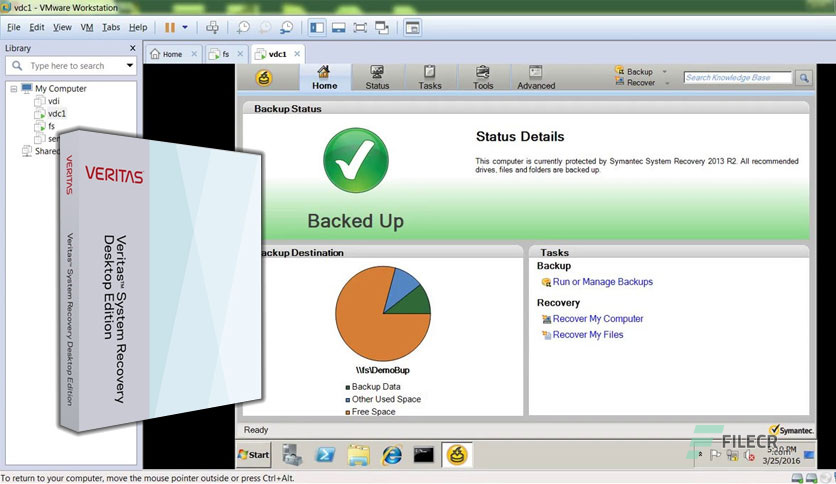 vdc1 - VMware Workstation
File Edit View VM Tabs Help
Library X
Type here to search
Home fs vdc1
My Computer
vdi
vdc1
fs
Shared
Home Status Tasks Tools Advanced
Backup
Recover
Search Knowledge Base
Backup Status
Backed Up
Status Details
This computer is currently protected by Symantec System Recovery 2013 R2. All recommended
drives, files and folders are backed up.
Backup Destination
\\fs\DemoBup
Backup Data
Other Used Space
Free Space
Tasks
Backup
Run or Manage Backups
Recovery
Recover My Computer
Recover My Files
VERITAS
Veritas™ System Recovery Desktop Edition
VERITAS
Veritas™ System Recovery
Desktop Edition
Ready
Symantec.
FILECR
.com
Start
PM
3/25/2016
To return to your computer, move the mouse pointer outside or press Ctrl+Alt.